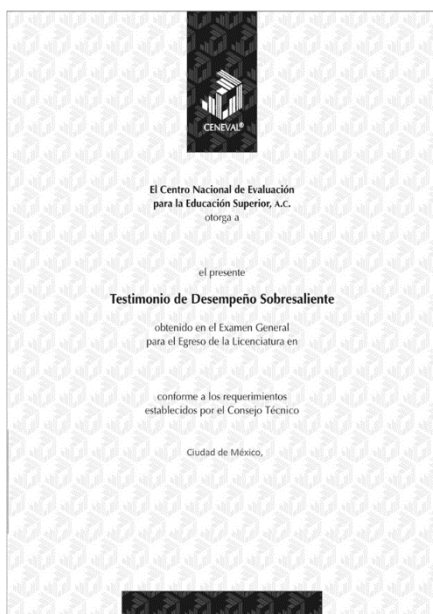 CENEVAL®
El Centro Nacional de Evaluación
para la Educación Superior, A.C.
otorga a
el presente
Testimonio de Desempeño Sobresaliente
obtenido en el Examen General
para el Egreso de la Licenciatura en
conforme a los requerimientos
establecidos por el Consejo Técnico
Ciudad de México,